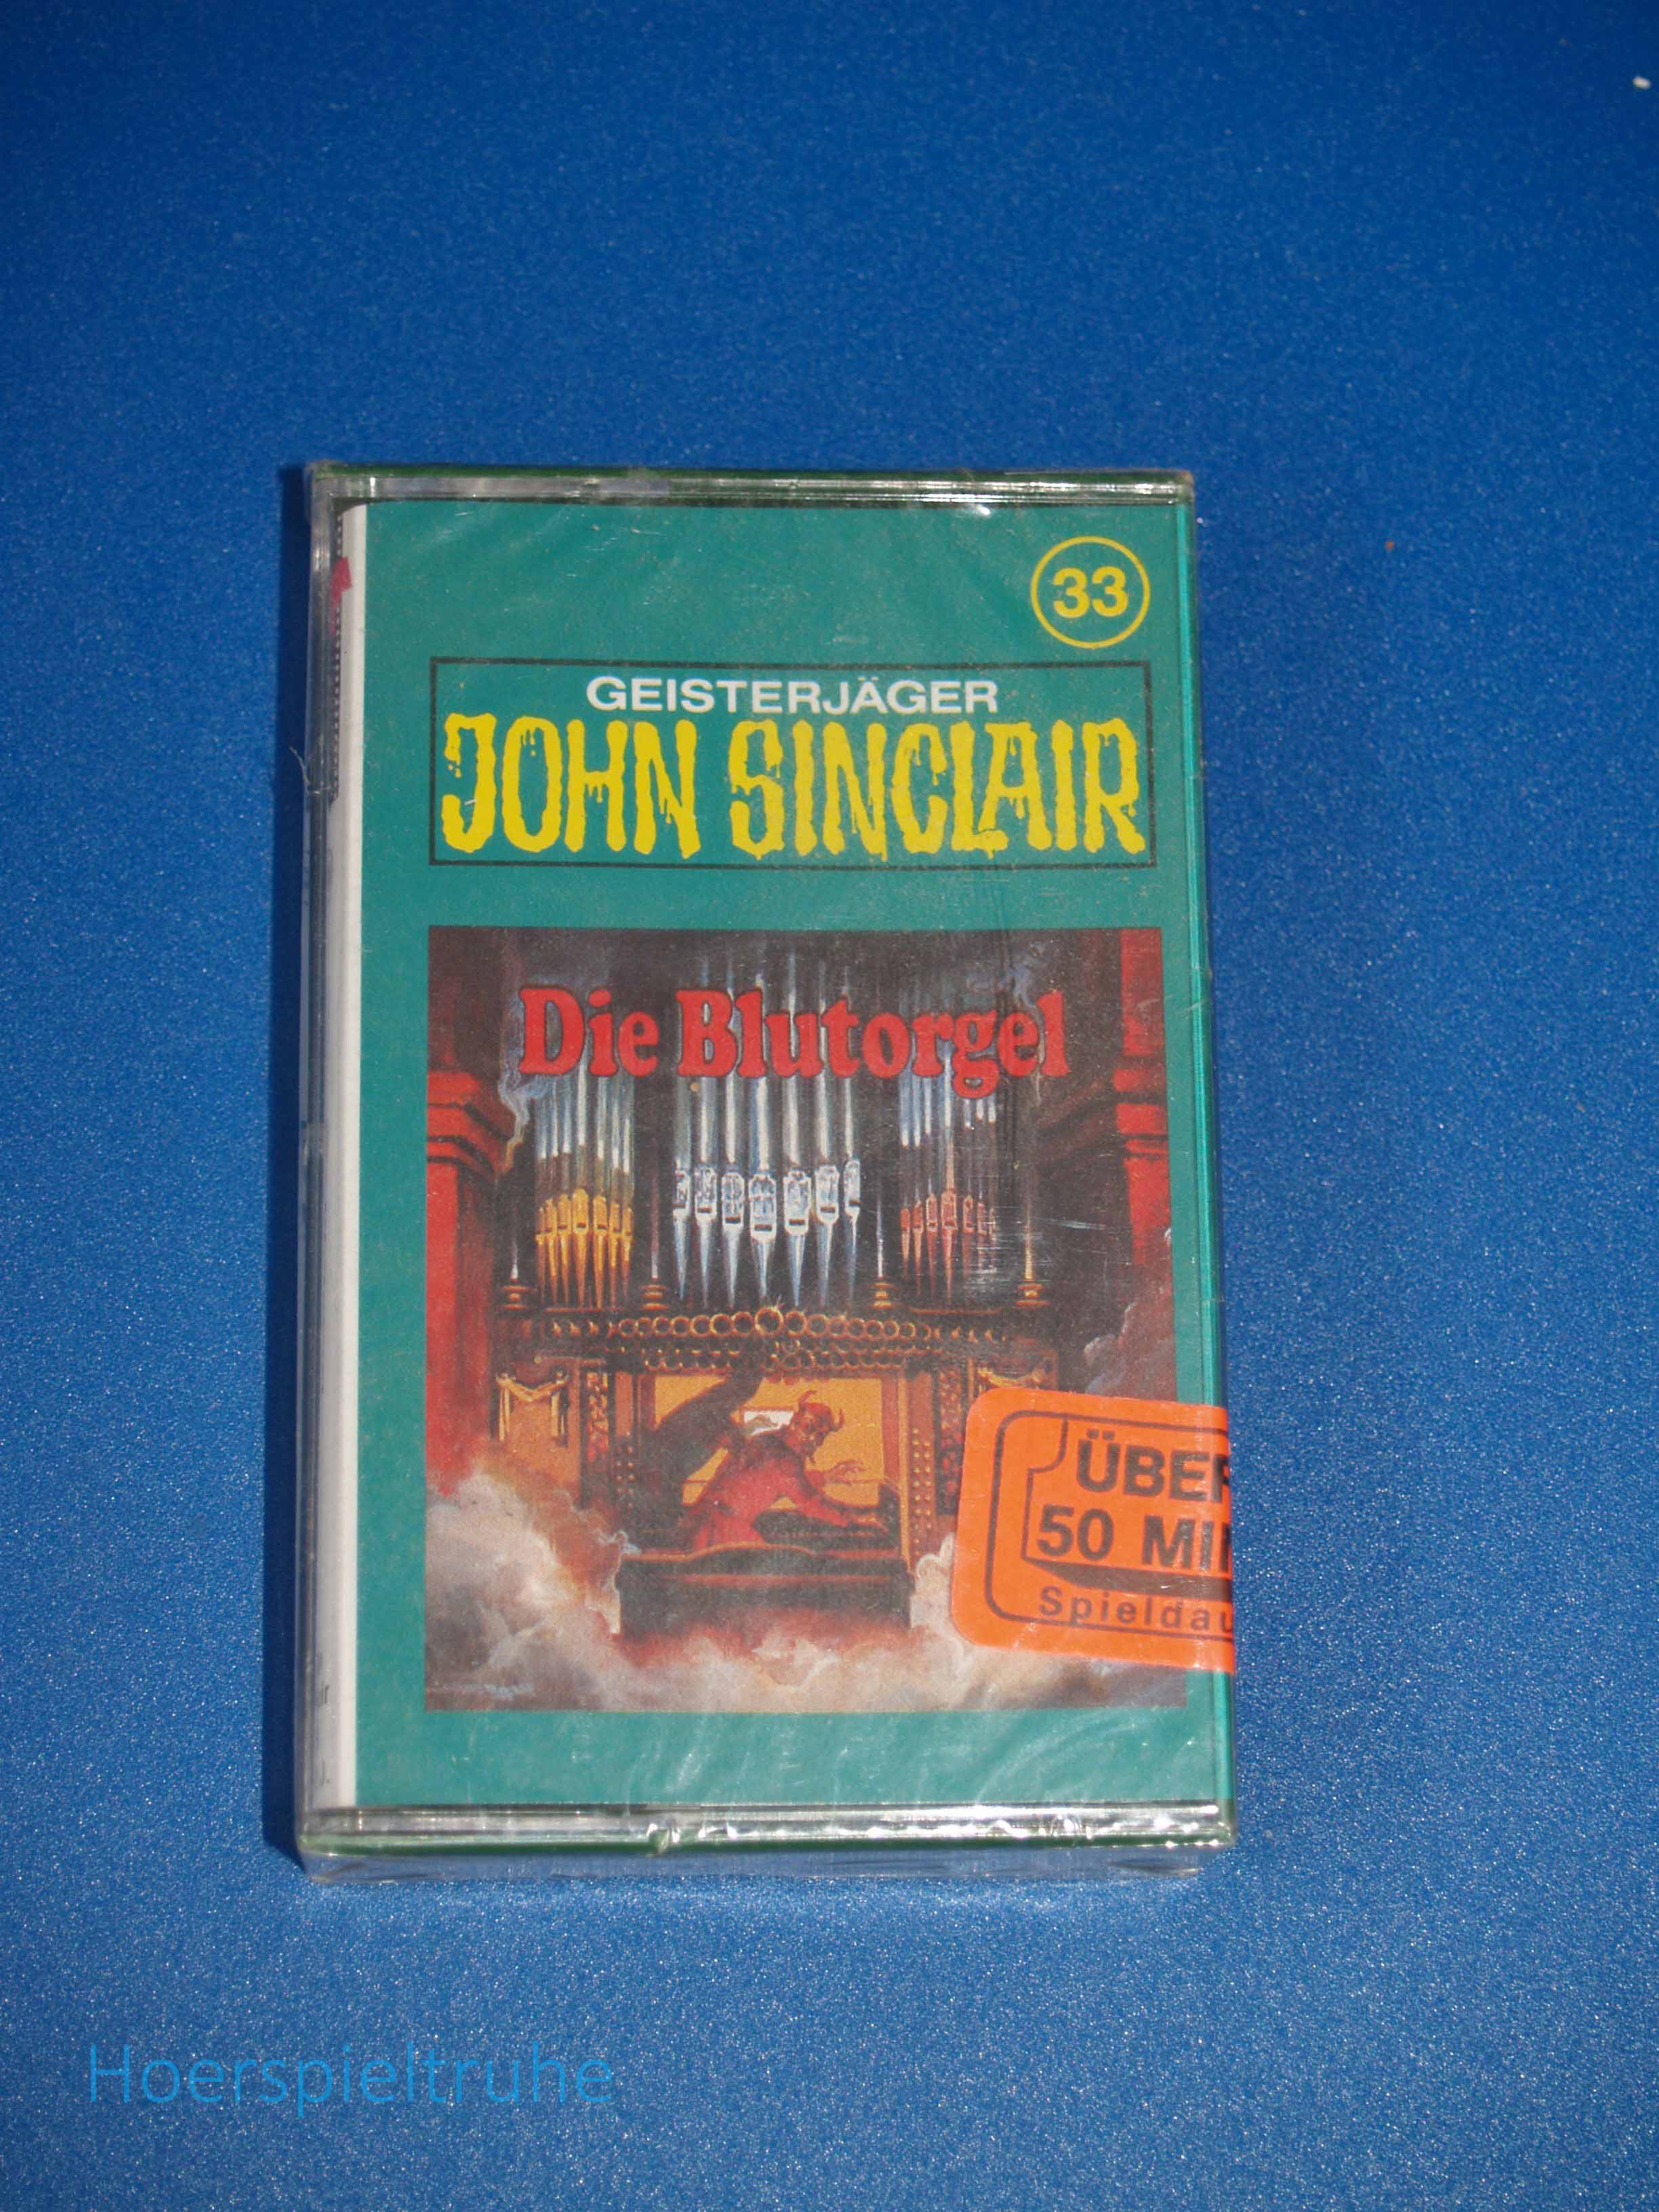 33
GEISTERJÄGER
JOHN SINCLAIR
Die Blutorgel
ÜBER
50 MI
Spieldau
Hoerspieltruhe